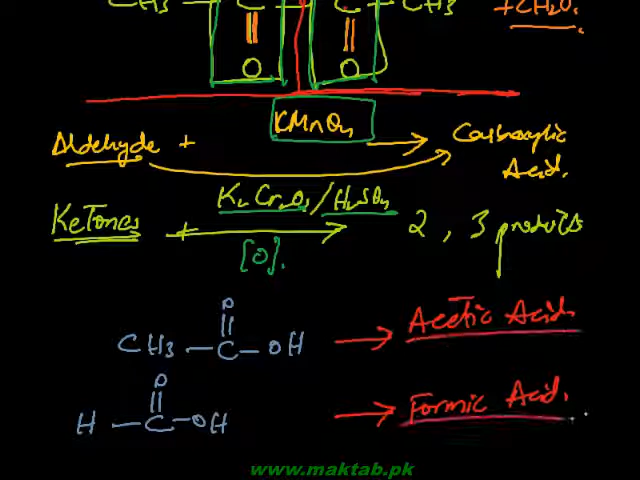 CH3 — C — C — CH3 + CH2O.
O O
Aldehyde + KMnO4 → Carboxylic Acid.
Ketones + K2Cr2O7/H2SO4 → 2, 3 products
[O].
O
CH3 — C — OH → Acetic Acid.
O
H — C — OH → Formic Acid.
www.maktab.pk